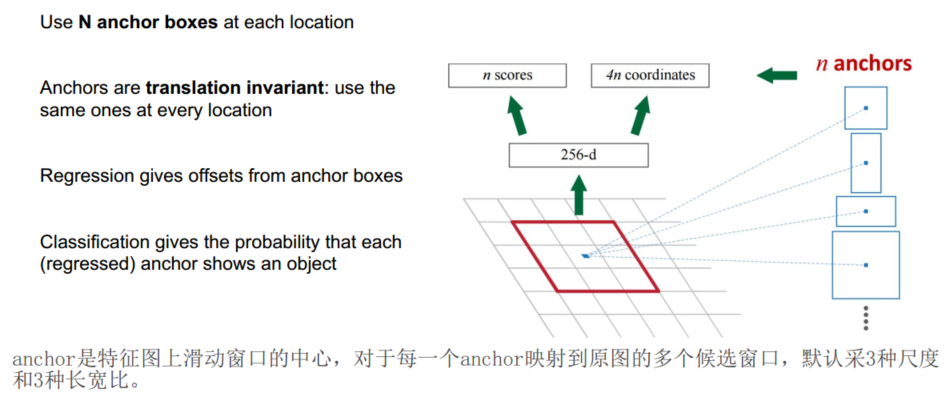 Use N anchor boxes at each location
Anchors are translation invariant: use the
same ones at every location
Regression gives offsets from anchor boxes
Classification gives the probability that each
(regressed) anchor shows an object
n scores
4n coordinates
n anchors
256-d
anchor是特征图上滑动窗口的中心，对于每一个anchor映射到原图的多个候选窗口，默认采3种尺度
和3种长宽比。